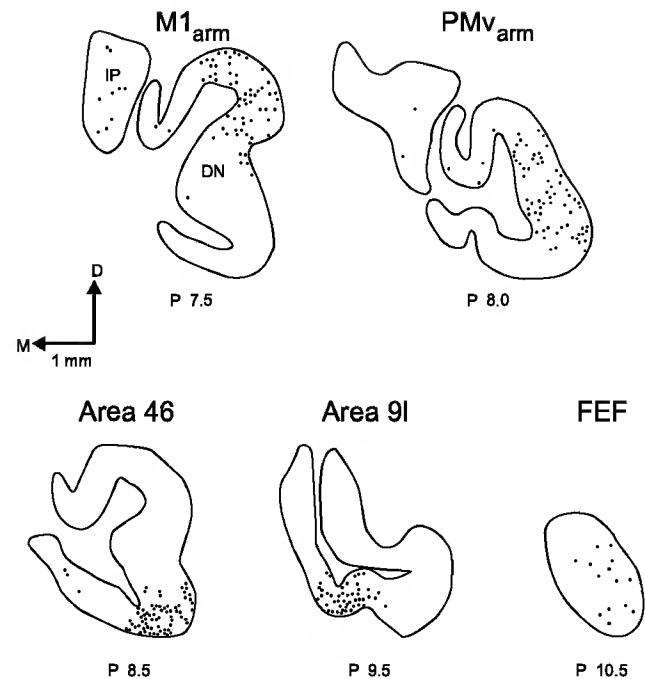 M1arm
PMvarm
IP
DN
P 7.5
P 8.0
D
M
1 mm
Area 46
Area 9l
FEF
P 8.5
P 9.5
P 10.5